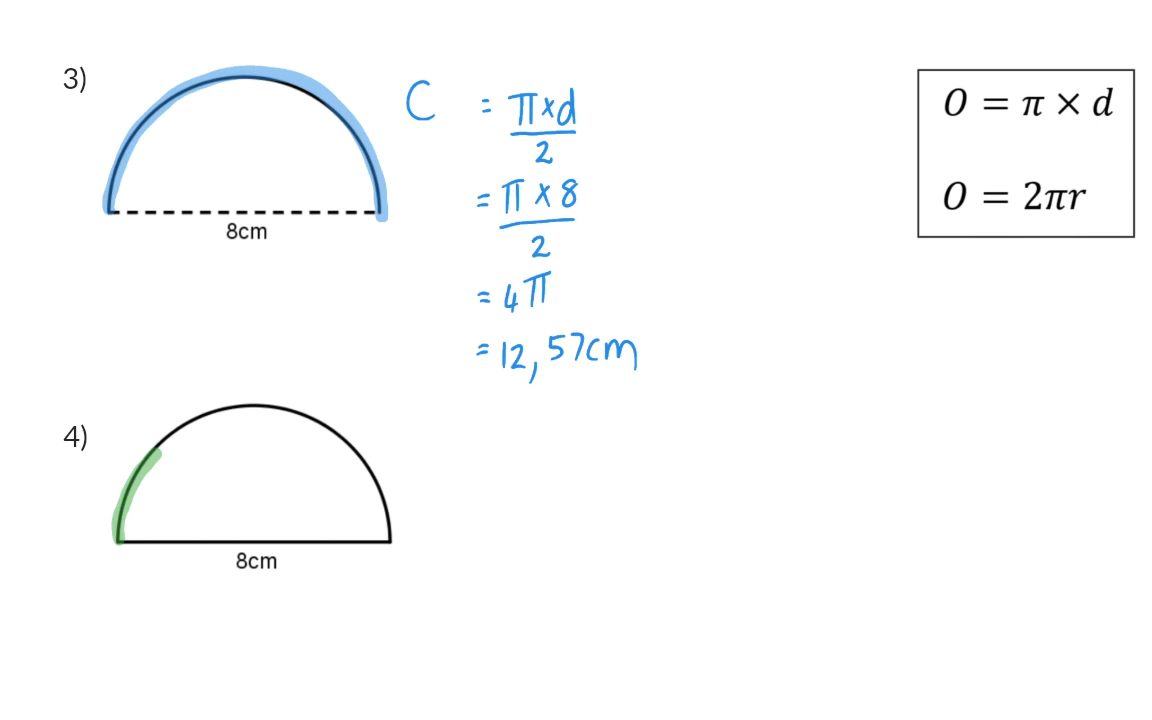 3)
8cm
C = π×d
2
= π × 8
2
= 4π
= 12,57cm
O = π × d
O = 2πr
4)
8cm